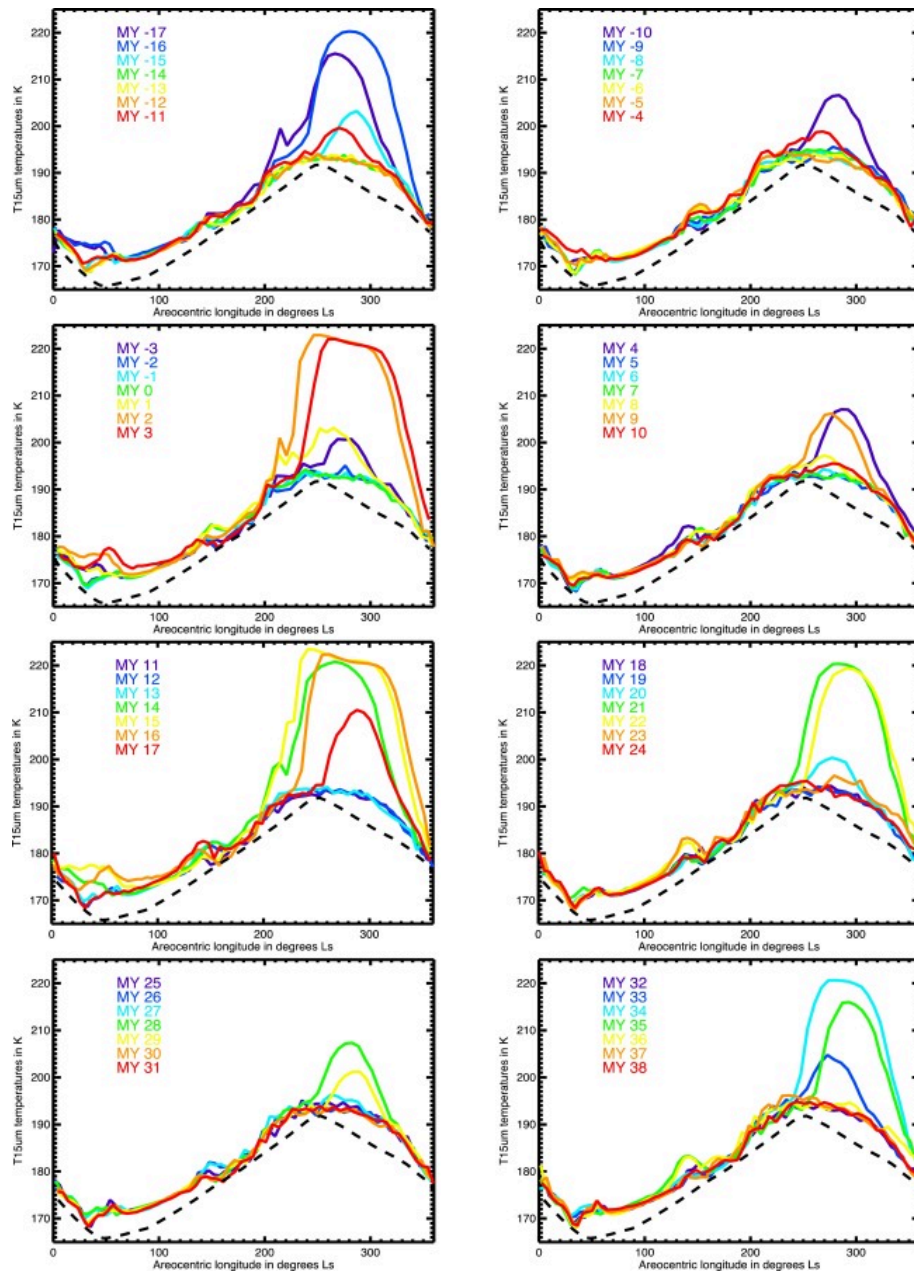 T15um temperatures in K
220
210
200
190
180
170
MY -17
MY -16
MY -15
MY -14
MY -13
MY -12
MY -11
0 100 200 300
Areocentric longitude in degrees Ls
T15um temperatures in K
220
210
200
190
180
170
MY -10
MY -9
MY -8
MY -7
MY -6
MY -5
MY -4
0 100 200 300
Areocentric longitude in degrees Ls
T15um temperatures in K
220
210
200
190
180
170
MY -3
MY -2
MY -1
MY 0
MY 1
MY 2
MY 3
0 100 200 300
Areocentric longitude in degrees Ls
T15um temperatures in K
220
210
200
190
180
170
MY 4
MY 5
MY 6
MY 7
MY 8
MY 9
MY 10
0 100 200 300
Areocentric longitude in degrees Ls
T15um temperatures in K
220
210
200
190
180
170
MY 11
MY 12
MY 13
MY 14
MY 15
MY 16
MY 17
0 100 200 300
Areocentric longitude in degrees Ls
T15um temperatures in K
220
210
200
190
180
170
MY 18
MY 19
MY 20
MY 21
MY 22
MY 23
MY 24
0 100 200 300
Areocentric longitude in degrees Ls
T15um temperatures in K
220
210
200
190
180
170
MY 25
MY 26
MY 27
MY 28
MY 29
MY 30
MY 31
0 100 200 300
Areocentric longitude in degrees Ls
T15um temperatures in K
220
210
200
190
180
170
MY 32
MY 33
MY 34
MY 35
MY 36
MY 37
MY 38
0 100 200 300
Areocentric longitude in degrees Ls